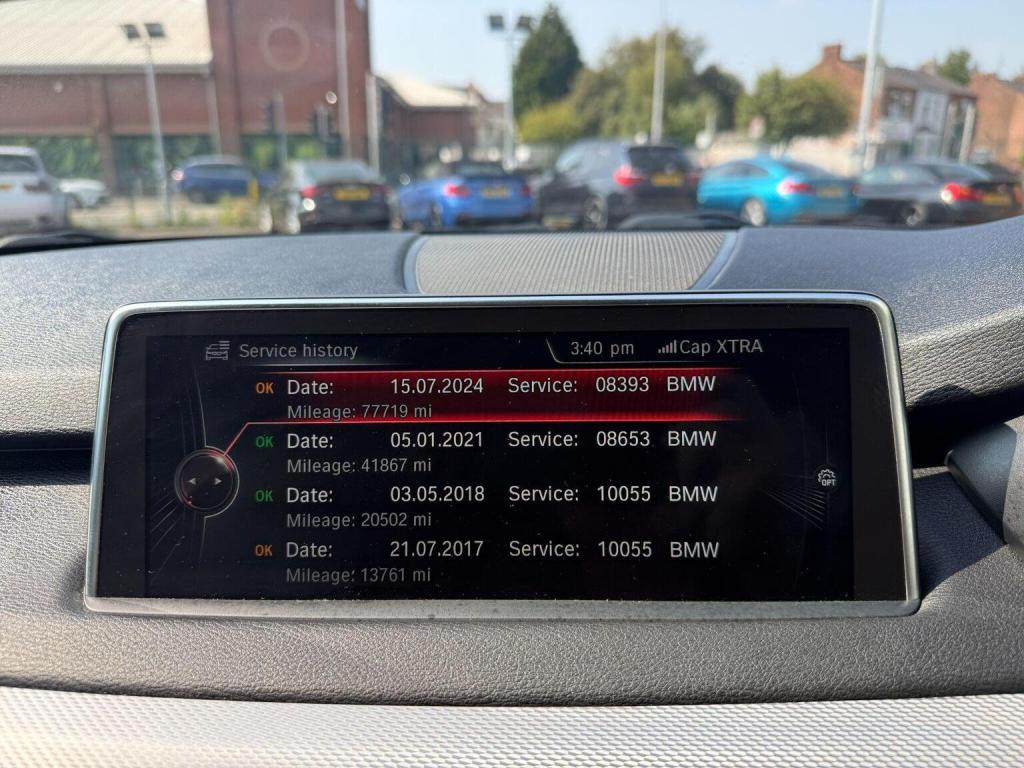 Service history 3:40 pm Cap XTRA
OK Date: 15.07.2024 Service: 08393 BMW
Mileage: 77719 mi
OK Date: 05.01.2021 Service: 08653 BMW
Mileage: 41867 mi
OK Date: 03.05.2018 Service: 10055 BMW
Mileage: 20502 mi
OPT
OK Date: 21.07.2017 Service: 10055 BMW
Mileage: 13761 mi